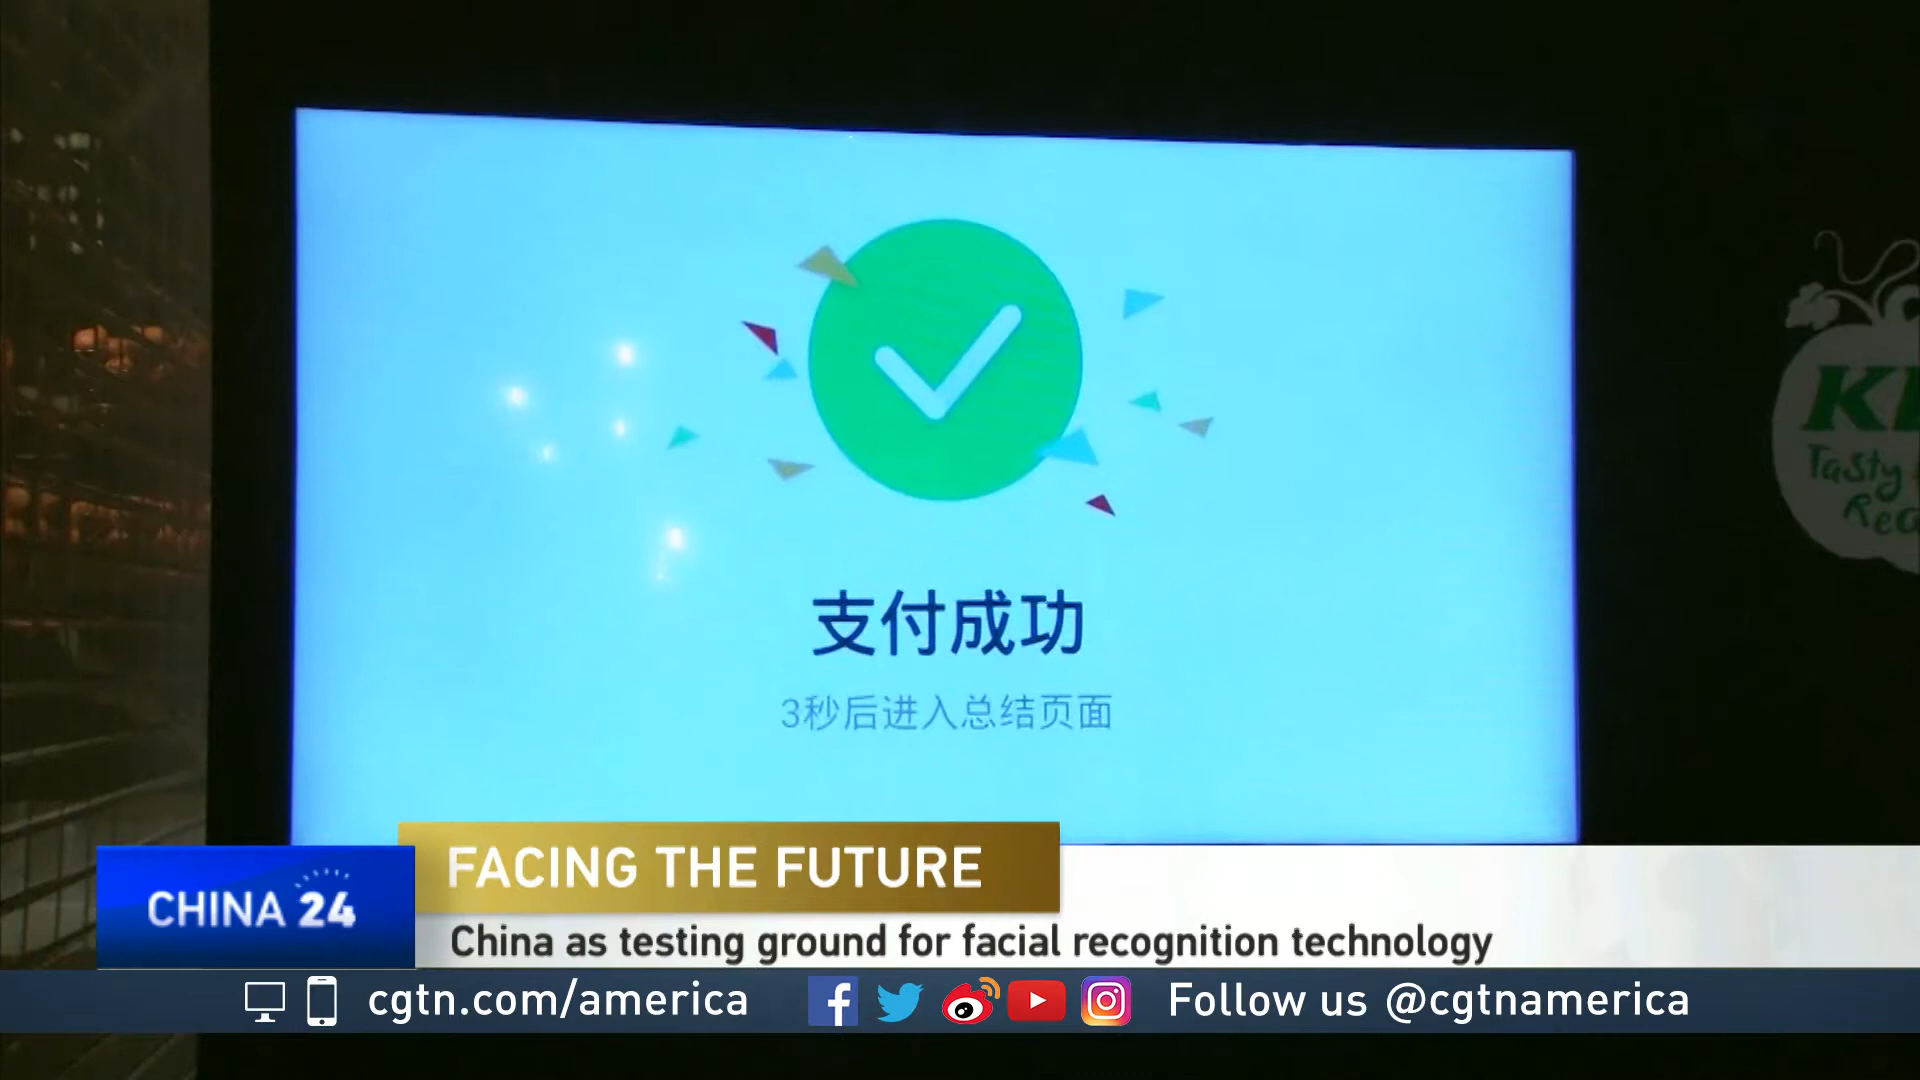 支付成功
3秒后进入总结页面
Tasty
FACING THE FUTURE
CHINA 24
China as testing ground for facial recognition technology
cgtn.com/america
Follow us @cgtnamerica